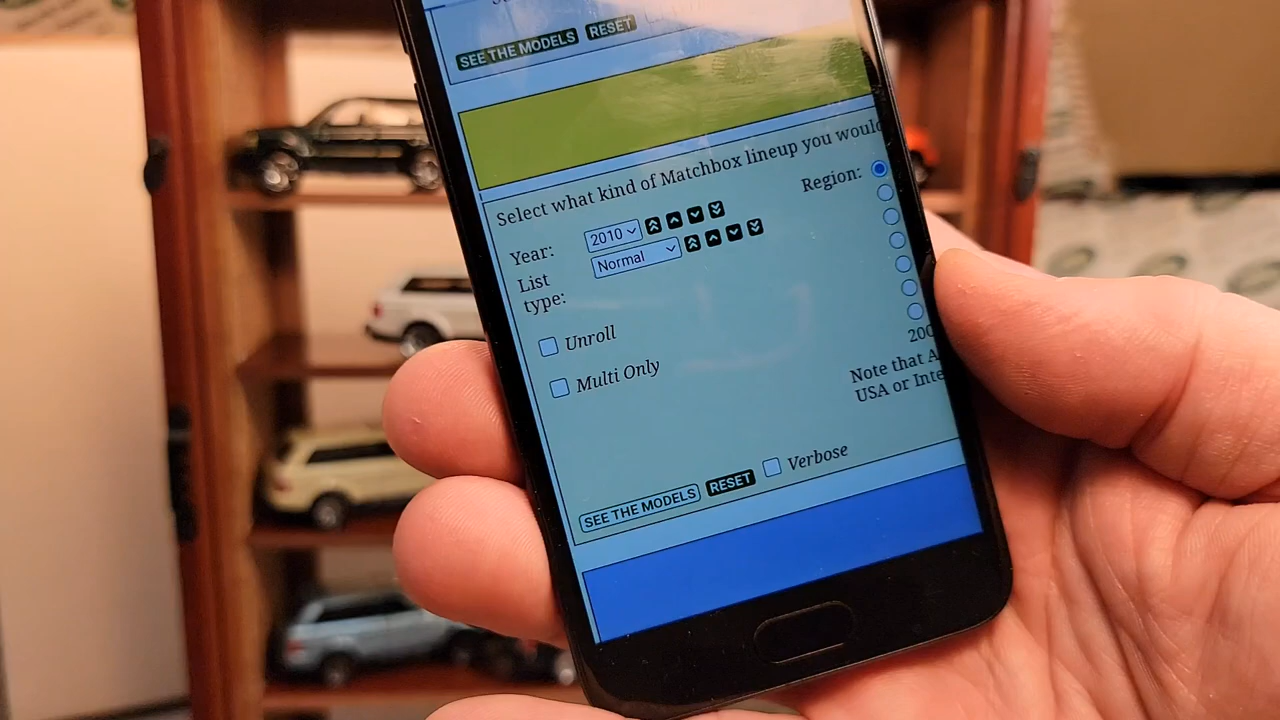 SEE THE MODELS RESET
Select what kind of Matchbox lineup you would
Year: 2010 Region:
List type: Normal
Unroll
Multi Only
Note that A
USA or Inte
SEE THE MODELS RESET Verbose